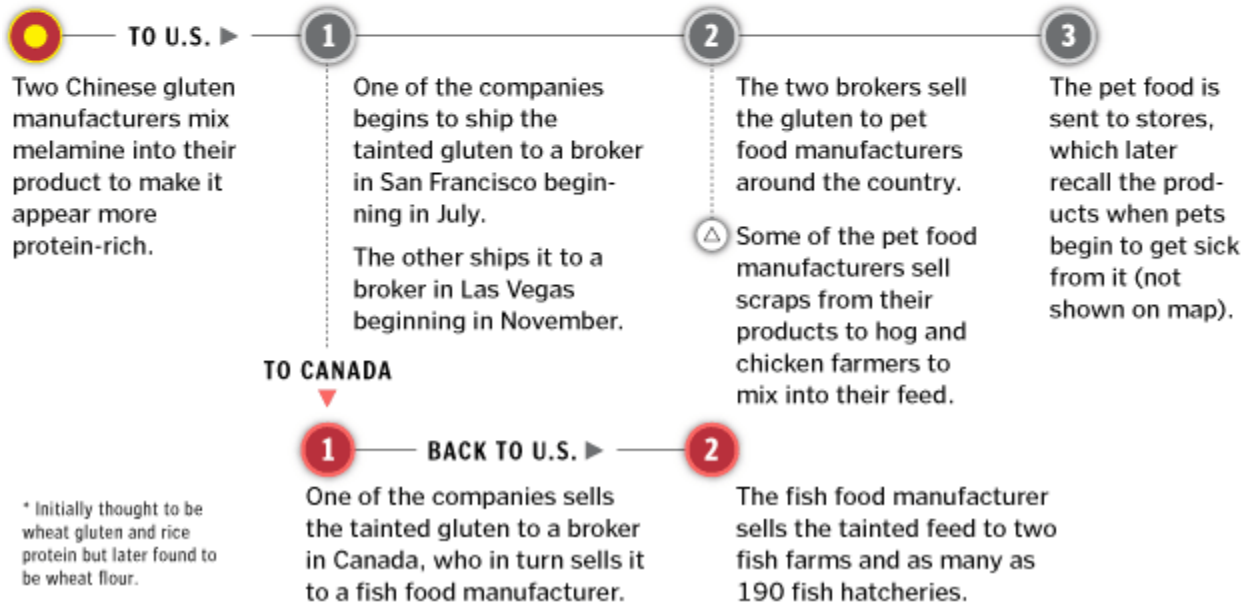 TO U.S.
1
2
3
Two Chinese gluten
manufacturers mix
melamine into their
product to make it
appear more
protein-rich.
One of the companies
begins to ship the
tainted gluten to a broker
in San Francisco begin-
ning in July.
The other ships it to a
broker in Las Vegas
beginning in November.
The two brokers sell
the gluten to pet
food manufacturers
around the country.
Some of the pet food
manufacturers sell
scraps from their
products to hog and
chicken farmers to
mix into their feed.
The pet food is
sent to stores,
which later
recall the prod-
ucts when pets
begin to get sick
from it (not
shown on map).
TO CANADA
1
BACK TO U.S.
2
One of the companies sells
the tainted gluten to a broker
in Canada, who in turn sells it
to a fish food manufacturer.
The fish food manufacturer
sells the tainted feed to two
fish farms and as many as
190 fish hatcheries.
* Initially thought to be
wheat gluten and rice
protein but later found to
be wheat flour.